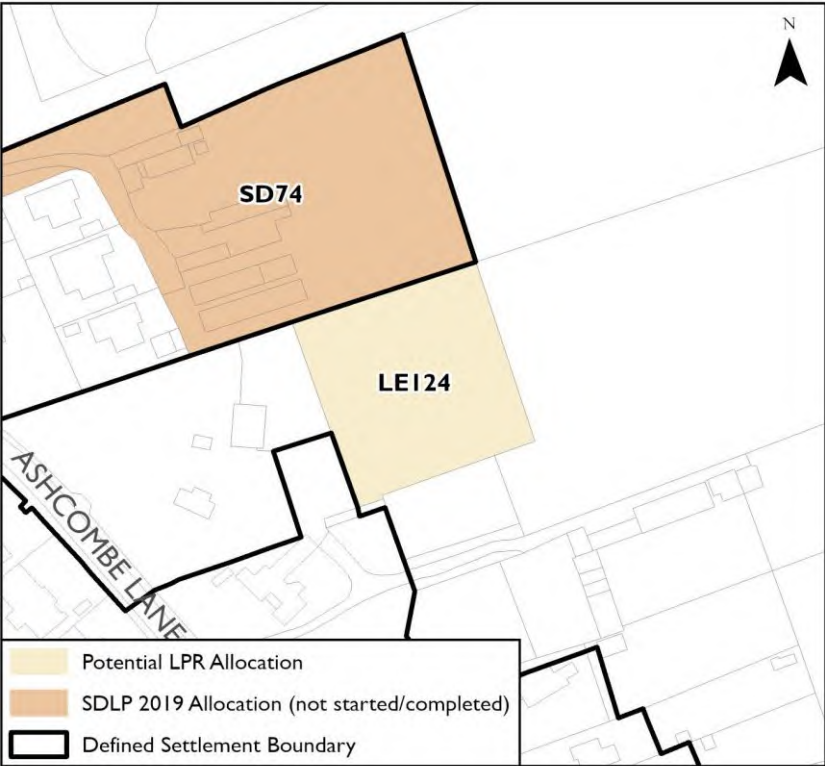 N
SD74
LE124
ASHCOMBE LANE
Potential LPR Allocation
SDLP 2019 Allocation (not started/completed)
Defined Settlement Boundary